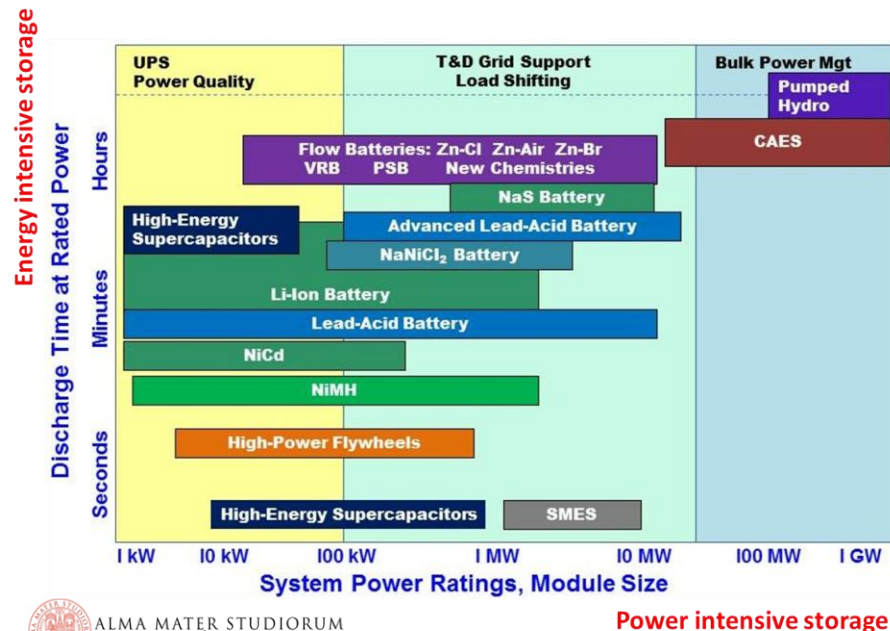 Energy intensive storage
Discharge Time at Rated Power
Hours
Minutes
Seconds
UPS
Power Quality
T&D Grid Support
Load Shifting
Bulk Power Mgt
Pumped
Hydro
CAES
Flow Batteries: Zn-Cl Zn-Air Zn-Br
VRB PSB New Chemistries
NaS Battery
High-Energy
Supercapacitors
Advanced Lead-Acid Battery
NaNiCl₂ Battery
Li-Ion Battery
Lead-Acid Battery
NiCd
NiMH
High-Power Flywheels
High-Energy Supercapacitors
SMES
1 kW 10 kW 100 kW 1 MW 10 MW 100 MW 1 GW
System Power Ratings, Module Size
ALMA MATER STUDIORUM
Power intensive storage